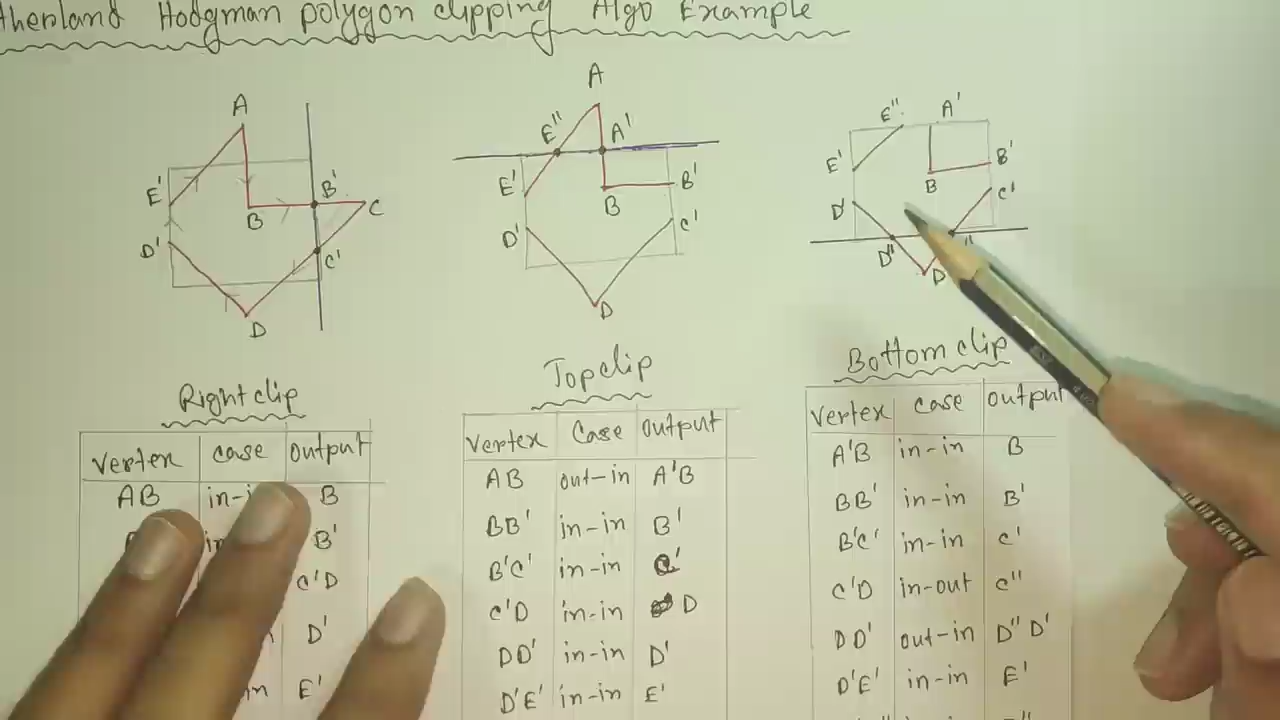 Hodgman polygon clipping Algo Example
A
E'
B'
B
C
D'
C'
D
A
E"
A'
E'
B'
B
D'
C'
D
E"
A'
E'
B'
B
C'
D'
D"
D
Right clip
Vertex case output
AB B
B'
C'D
D'
in E'
Top clip
Vertex Case output
AB out-in A'B
BB' in-in B'
B'C' in-in C'
C'D in-in D
DD' in-in D'
D'E' in-in E'
Bottom clip
Vertex case output
A'B in-in B
BB' in-in B'
B'C' in-in C'
C'D in-out C"
DD' out-in D" D'
D'E' in-in E'